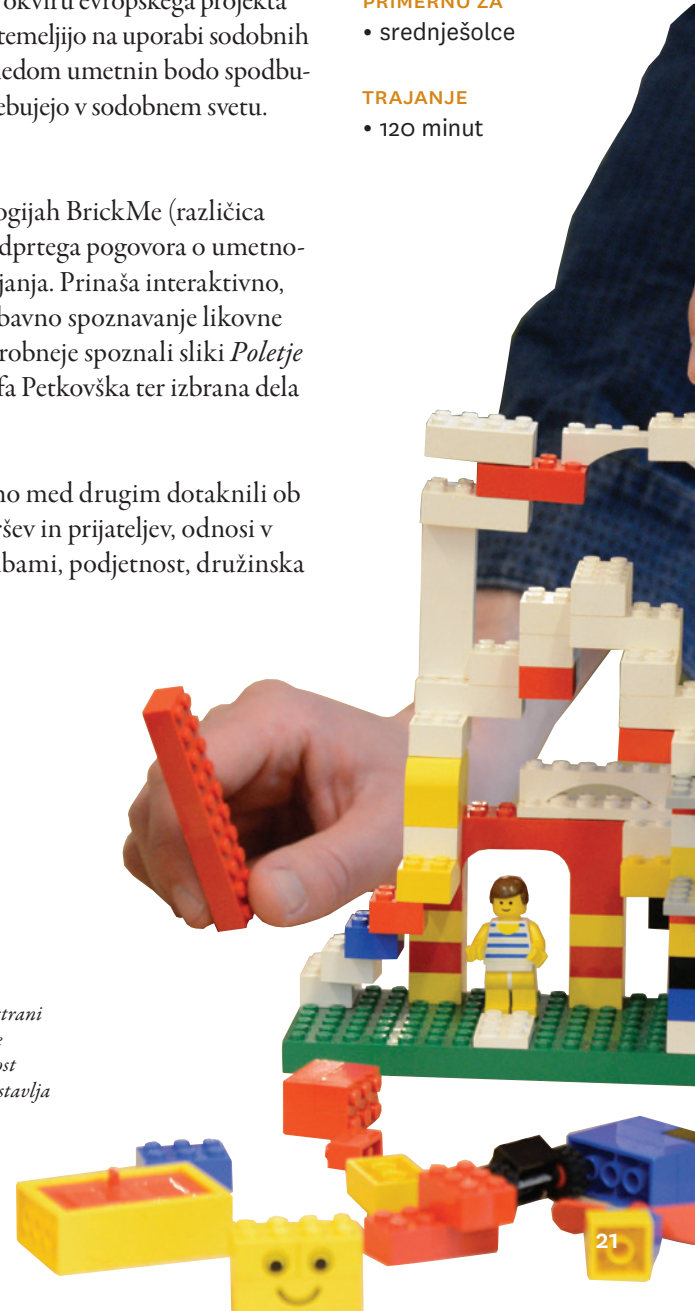 okviru evropskega projekta
temeljijo na uporabi sodobnih
edom umetnin bodo spodbu-
ebujejo v sodobnem svetu.
ogijah BrickMe (različica
dprtega pogovora o umetno-
janja. Prinaša interaktivno,
bavno spoznavanje likovne
robneje spoznali sliki Poletje
fa Petkovška ter izbrana dela
no med drugim dotaknili ob
ršev in prijateljev, odnosi v
bami, podjetnost, družinska
PRIMERNO ZA
• srednješolce
TRAJANJE
• 120 minut
strani
e
ost
stavlja
21